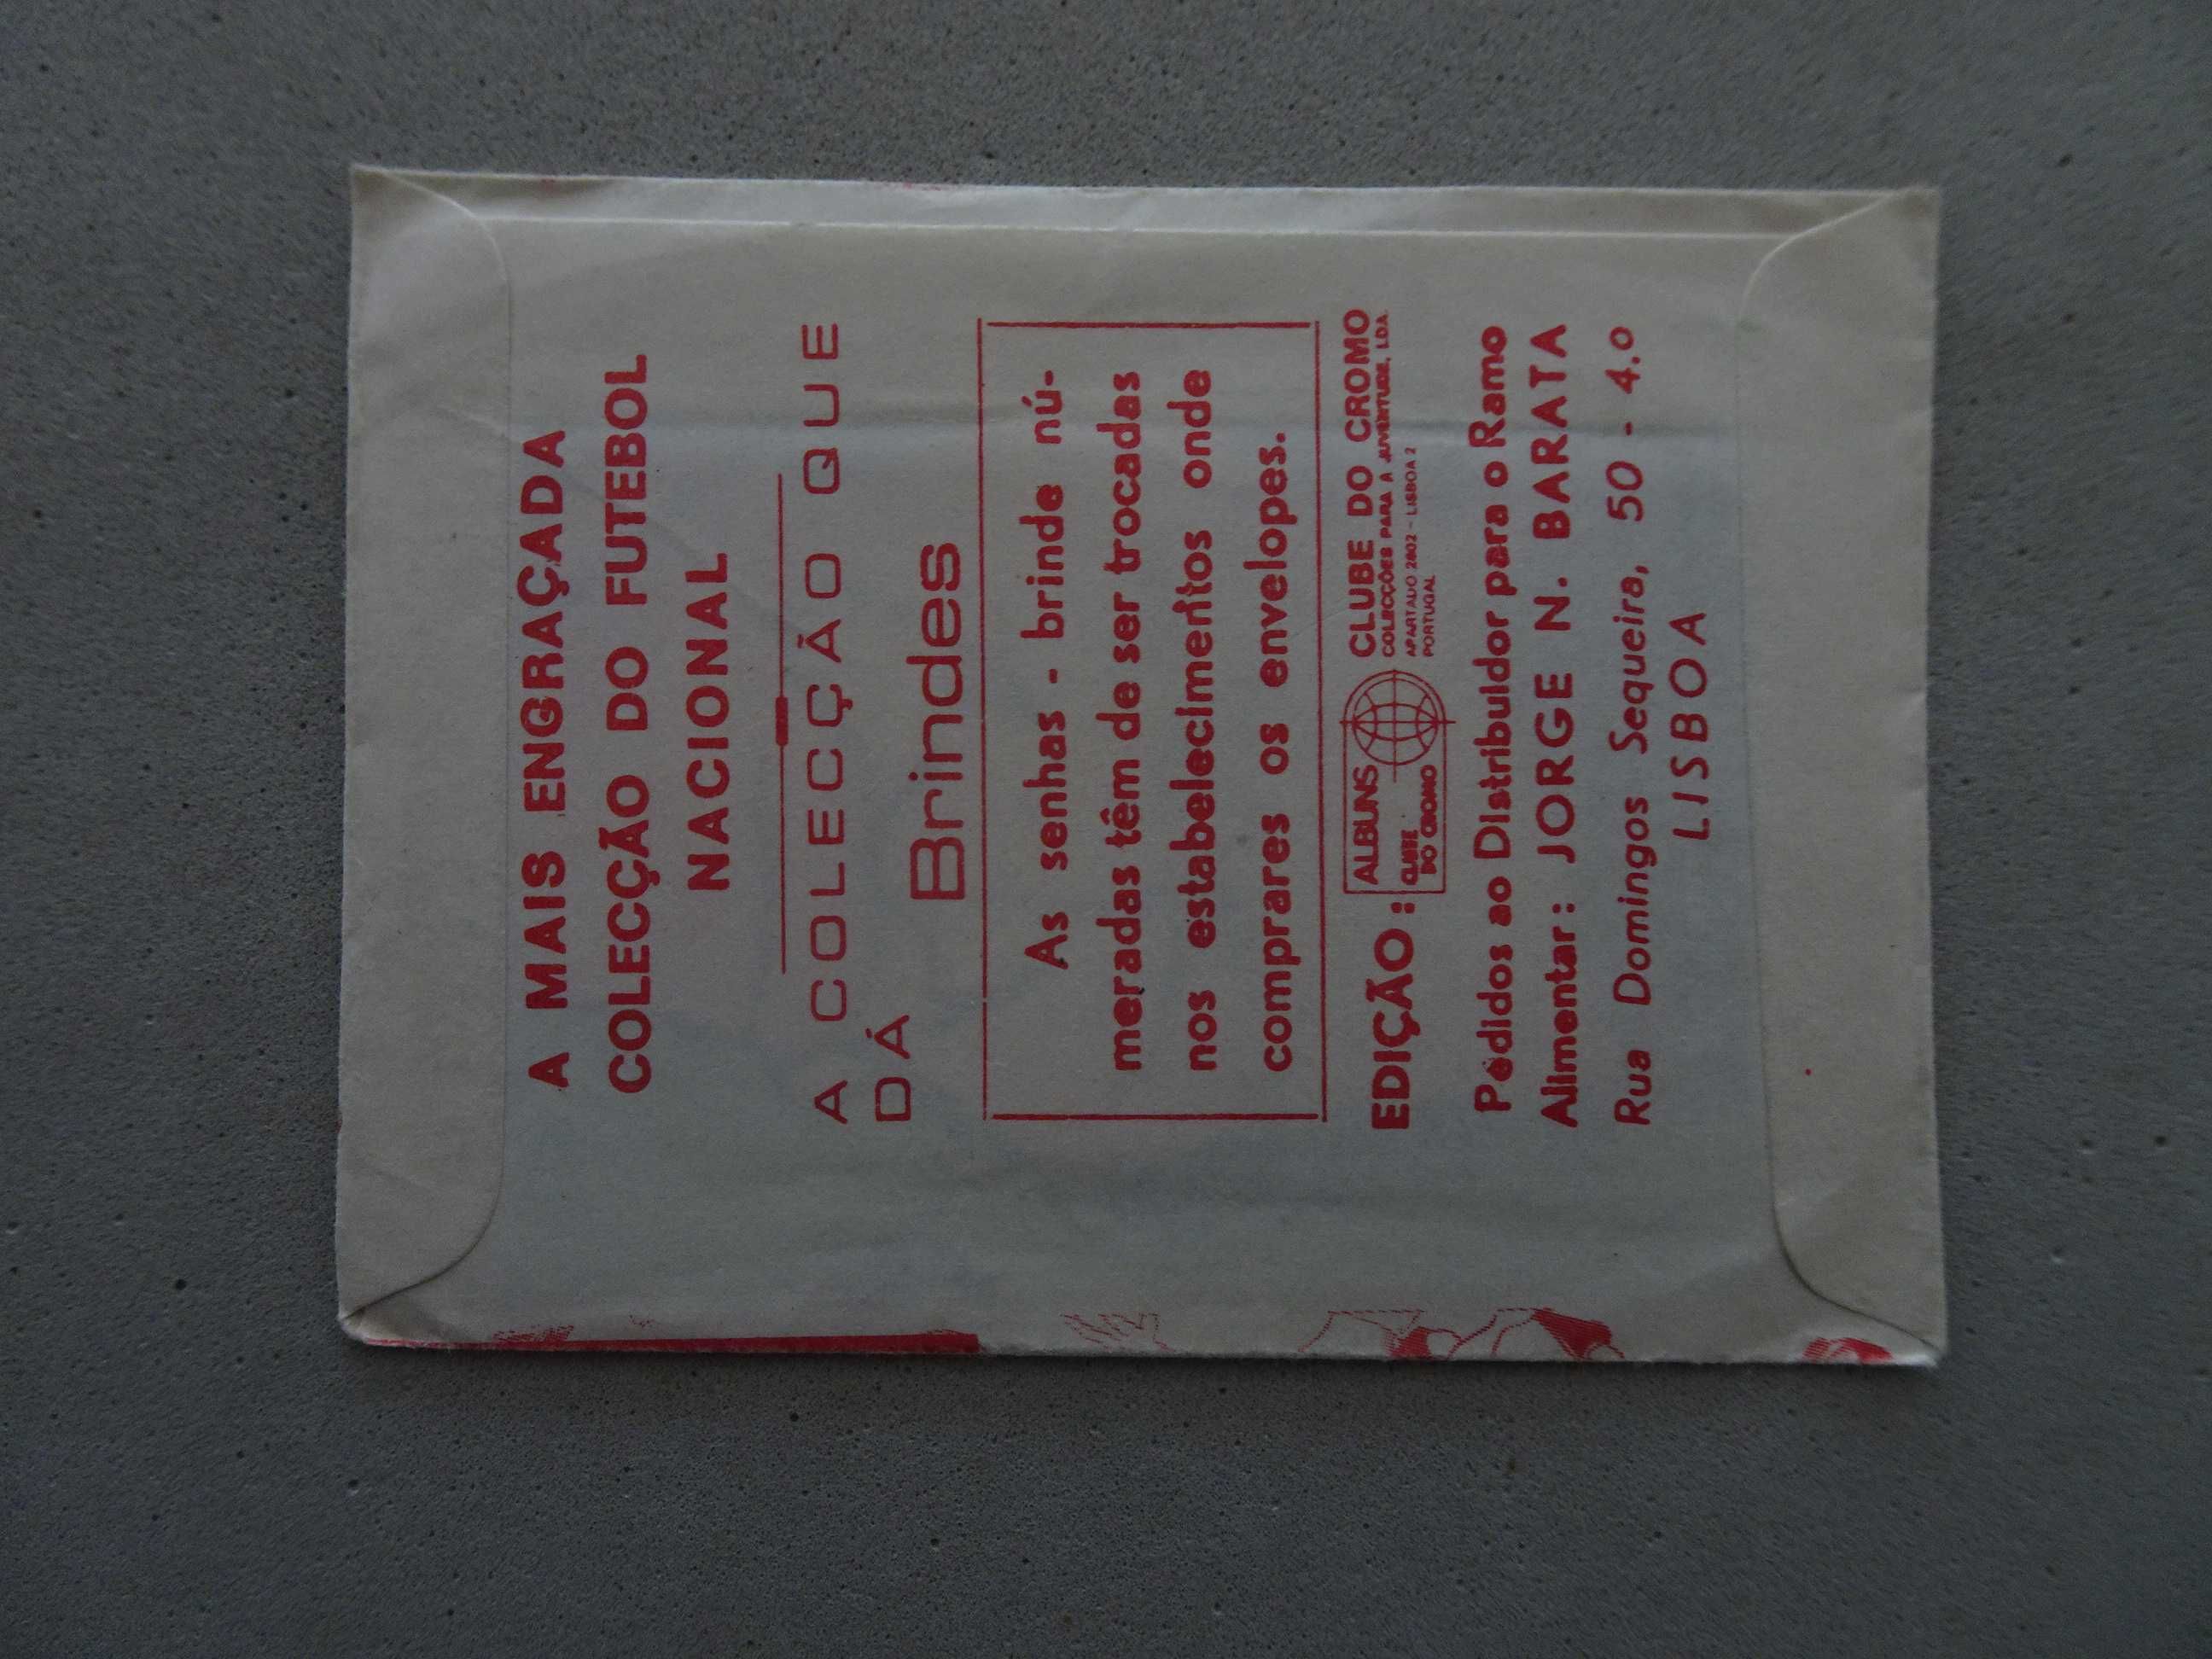 A MAIS ENGRAÇADA
COLECÇÃO DO FUTEBOL
NACIONAL
A COLECÇÃO QUE
DÁ
Brindes
As senhas - brinde nú-
meradas têm de ser trocadas
nos estabelecimentos onde
comprares os envelopes.
EDIÇÃO:
ALBUNS
CLUBE
DO CROMO
CLUBE DO CROMO
COLECÇÕES PARA A JUVENTUDE, LDA.
APARTADO 2802 - LISBOA 2
PORTUGAL
Pedidos ao Distribuidor para o Ramo
Alimentar: JORGE N. BARATA
Rua Domingos Sequeira, 50 - 4.o
LISBOA